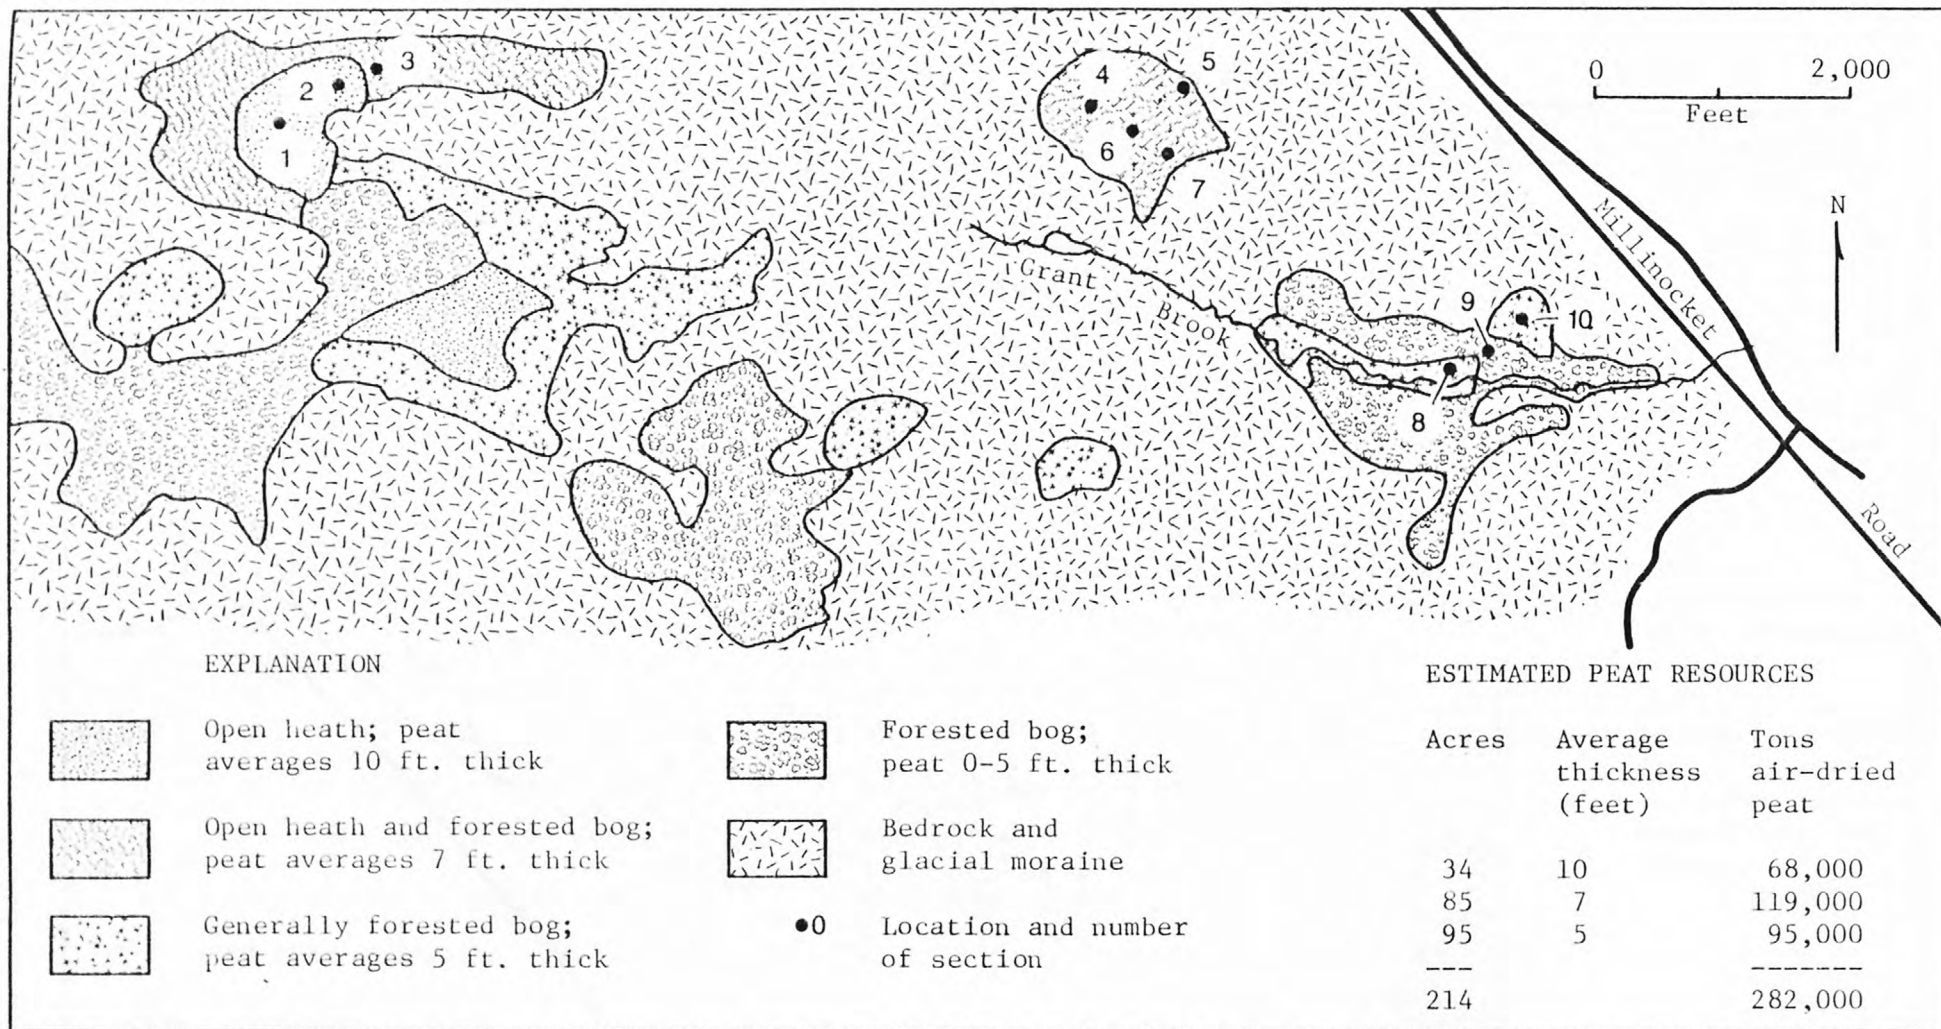 3
2
1
4
5
6
7
0 2,000
Feet
N
Millinocket
Road
Grant
Brook
9
10
8
EXPLANATION
Open heath; peat
averages 10 ft. thick
Open heath and forested bog;
peat averages 7 ft. thick
Generally forested bog;
peat averages 5 ft. thick
Forested bog;
peat 0-5 ft. thick
Bedrock and
glacial moraine
0 Location and number
of section
ESTIMATED PEAT RESOURCES
Acres Average Tons
thickness air-dried
(feet) peat
34 10 68,000
85 7 119,000
95 5 95,000
--- -------
214 282,000